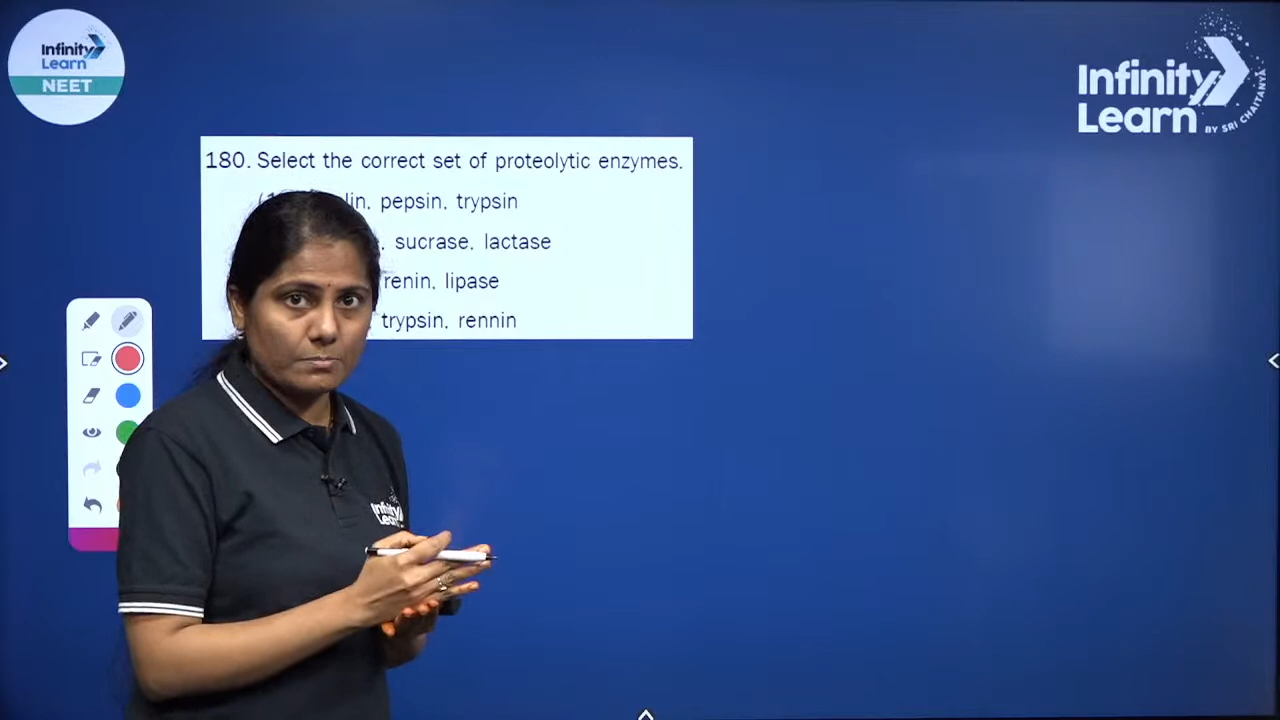 Infinity
Learn
NEET
Infinity
Learn
BY SRI CHAITANYA
180. Select the correct set of proteolytic enzymes.
lin, pepsin, trypsin
, sucrase, lactase
renin, lipase
trypsin, rennin
Infinity
Learn